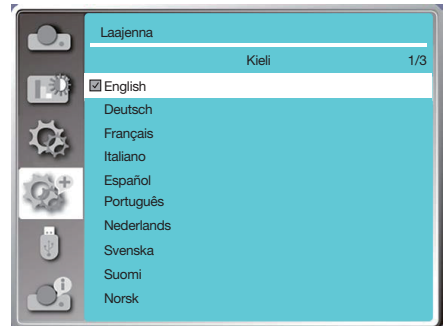 Laajenna
Kieli 1/3
English
Deutsch
Français
Italiano
Español
Português
Nederlands
Svenska
Suomi
Norsk